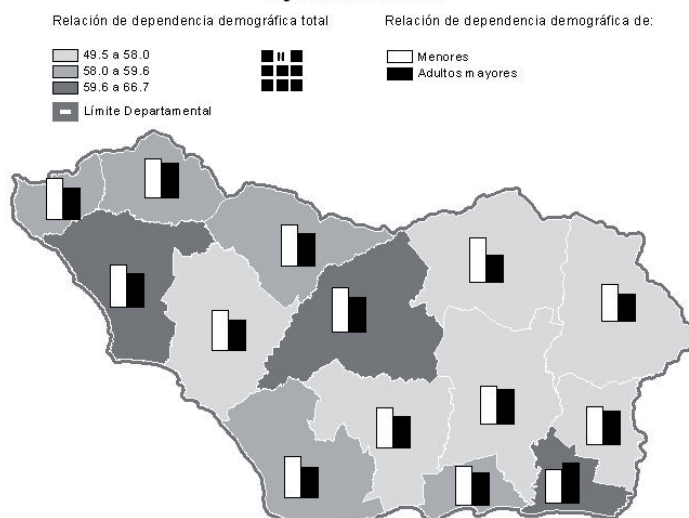 Relación de dependencia demográfica total
49.5 a 58.0
58.0 a 59.6
59.6 a 66.7
Límite Departamental
Relación de dependencia demográfica de:
Menores
Adultos mayores